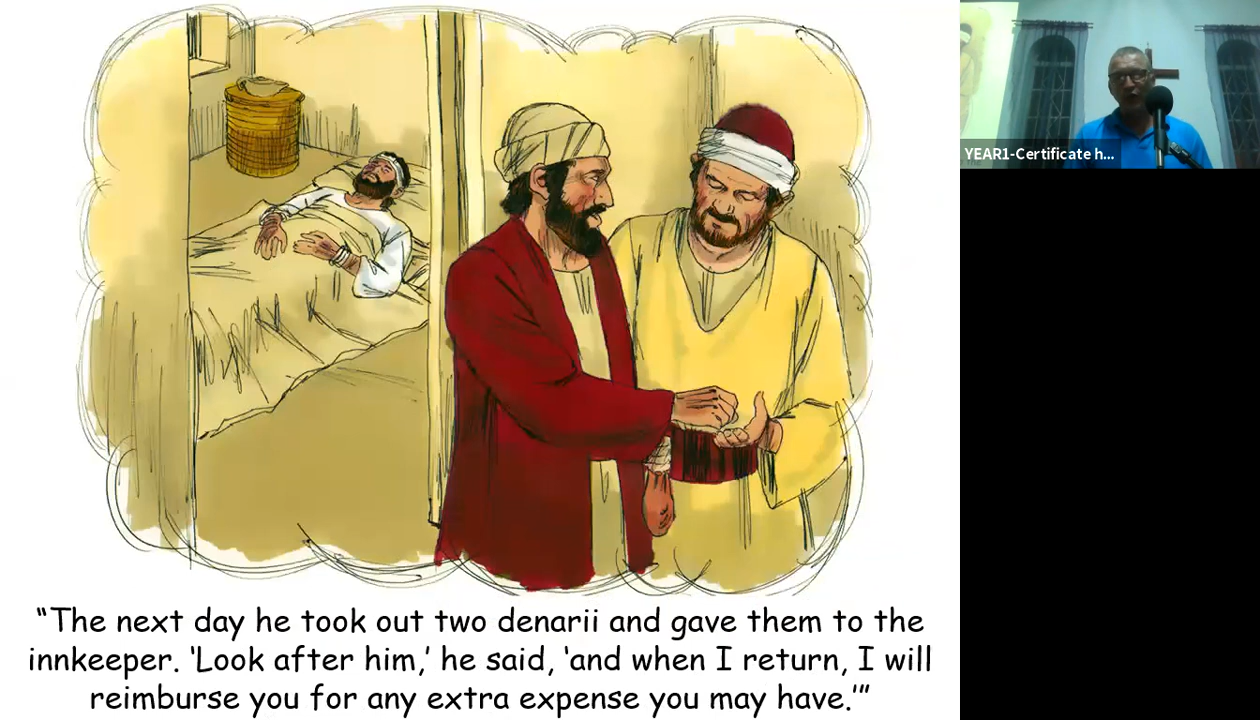 YEAR1-Certificate h...
“The next day he took out two denarii and gave them to the
innkeeper. ‘Look after him,’ he said, ‘and when I return, I will
reimburse you for any extra expense you may have.’”